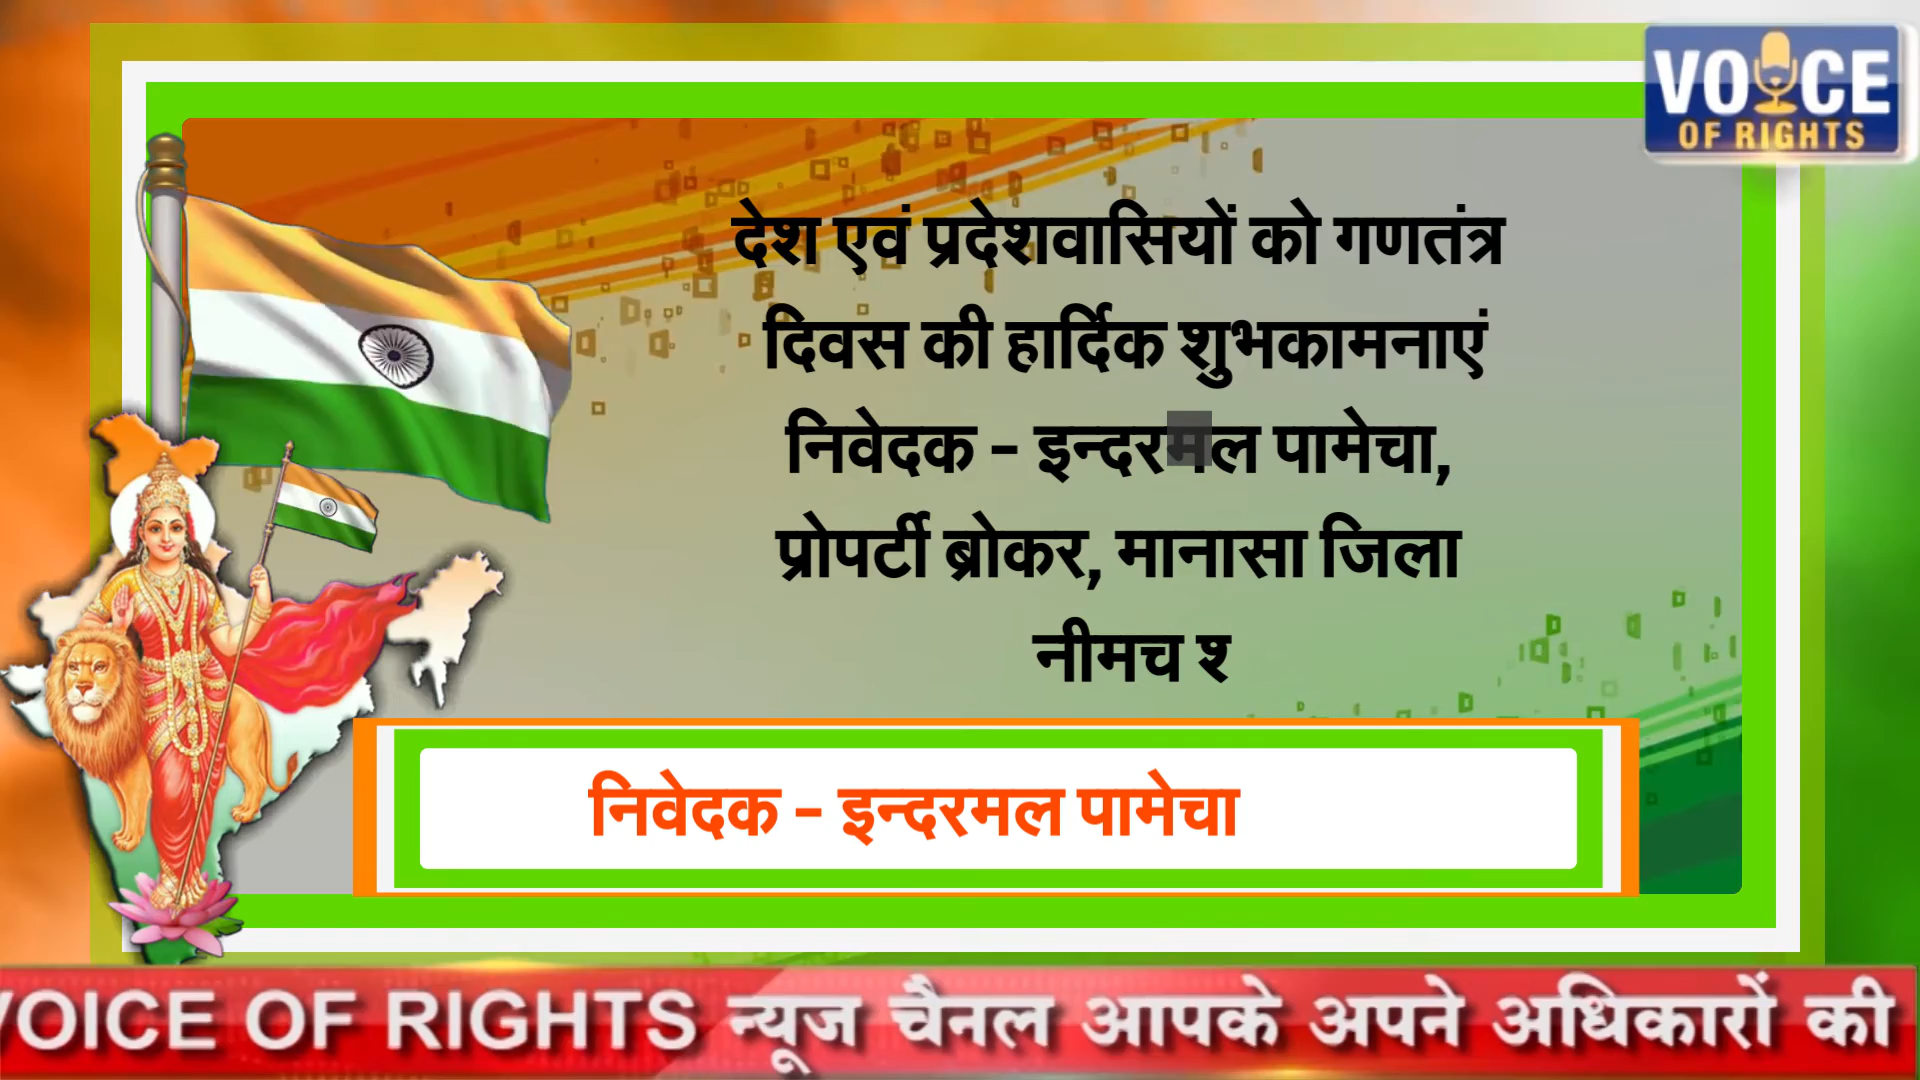 VOICE
OF RIGHTS
देश एवं प्रदेशवासियों को गणतंत्र
दिवस की हार्दिक शुभकामनाएं
निवेदक - इन्दरमल पामेचा,
प्रोपर्टी ब्रोकर, मानासा जिला
नीमच श्
निवेदक - इन्दरमल पामेचा
VOICE OF RIGHTS न्यूज चैनल आपके अपने अधिकारों की